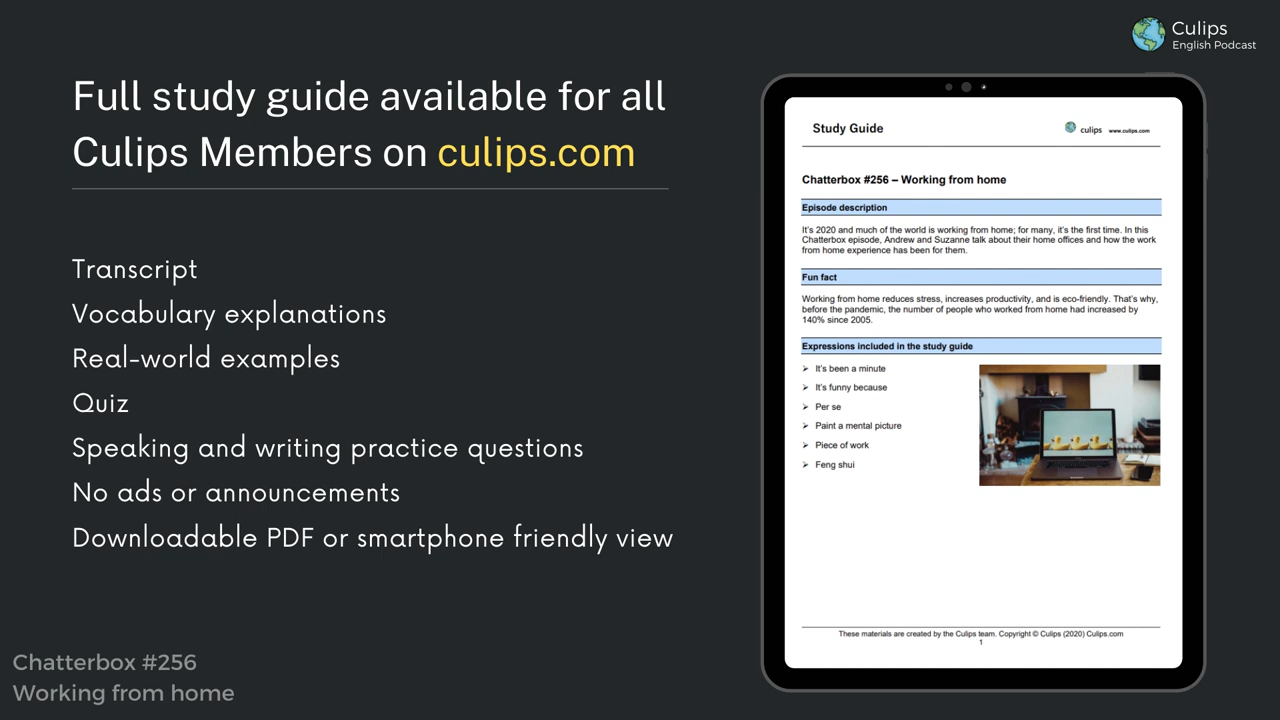 Culips
English Podcast
Full study guide available for all
Culips Members on culips.com
Transcript
Vocabulary explanations
Real-world examples
Quiz
Speaking and writing practice questions
No ads or announcements
Downloadable PDF or smartphone friendly view
Chatterbox #256
Working from home
Study Guide
culips www.culips.com
Chatterbox #256 – Working from home
Episode description
It's 2020 and much of the world is working from home; for many, it's the first time. In this
Chatterbox episode, Andrew and Suzanne talk about their home offices and how the work
from home experience has been for them.
Fun fact
Working from home reduces stress, increases productivity, and is eco-friendly. That's why,
before the pandemic, the number of people who worked from home had increased by
140% since 2005.
Expressions included in the study guide
➢ It's been a minute
➢ It's funny because
➢ Per se
➢ Paint a mental picture
➢ Piece of work
➢ Feng shui
These materials are created by the Culips team. Copyright © Culips (2020) Culips.com
1